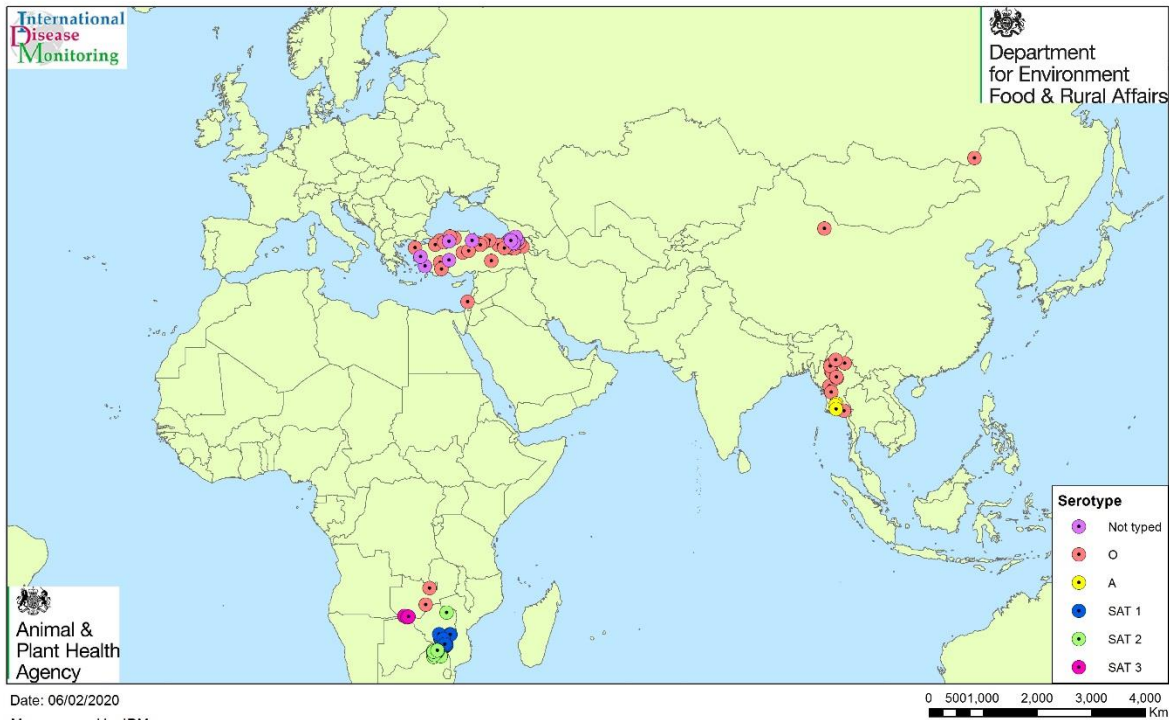 International
Disease
Monitoring
Department
for Environment
Food & Rural Affairs
Serotype
Not typed
O
A
SAT 1
SAT 2
SAT 3
Animal &
Plant Health
Agency
Date: 06/02/2020
0 5001,000 2,000 3,000 4,000
Km